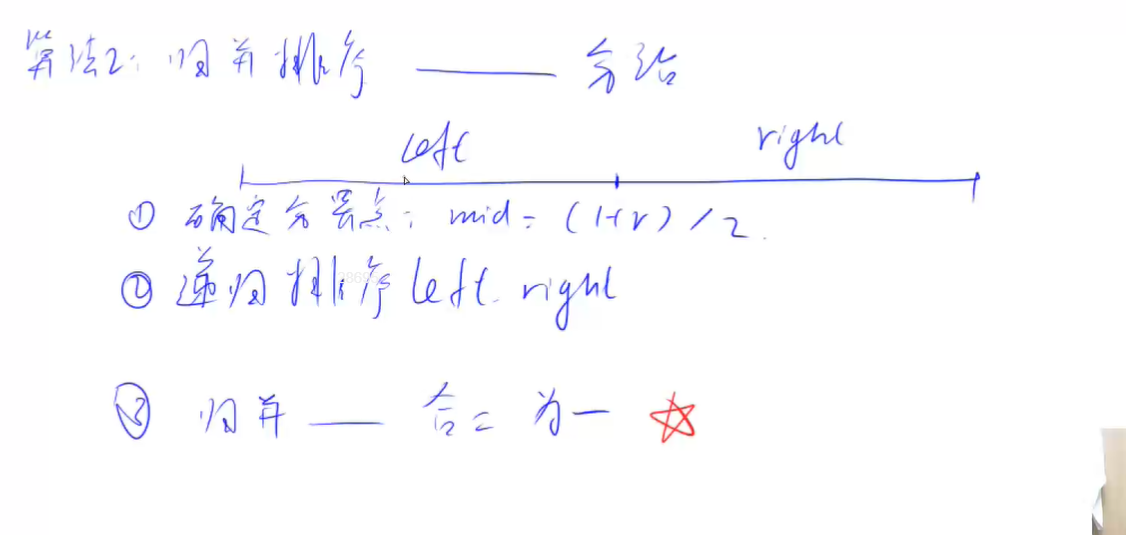 算法2: 归并排序 —— 分治
left right
① 确定分界点: mid = (l+r)/2.
② 递归排序 left. right
③ 归并 —— 合二为一 ☆